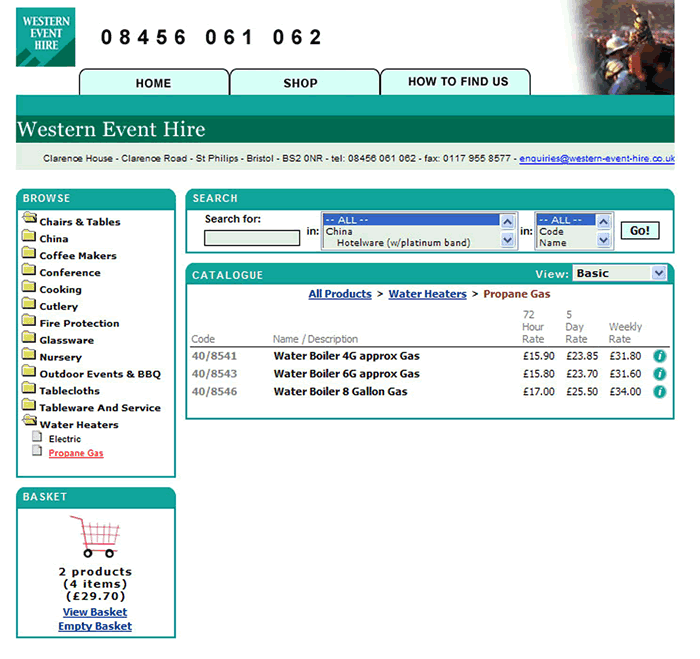 WESTERN
EVENT
HIRE
08456 061 062
HOME SHOP HOW TO FIND US
Western Event Hire
Clarence House - Clarence Road - St Philips - Bristol - BS2 0NR - tel: 08456 061 062 - fax: 0117 955 8577 - enquiries@western-event-hire.co.uk
BROWSE
Chairs & Tables
China
Coffee Makers
Conference
Cooking
Cutlery
Fire Protection
Glassware
Nursery
Outdoor Events & BBQ
Tablecloths
Tableware And Service
Water Heaters
Electric
Propane Gas
BASKET
2 products
(4 items)
(£29.70)
View Basket
Empty Basket
SEARCH
Search for:
in:
-- ALL --
China
Hotelware (w/platinum band)
in:
-- ALL --
Code
Name
Go!
CATALOGUE View: Basic
All Products > Water Heaters > Propane Gas
72 5
Hour Day Weekly
Rate Rate Rate
Code Name / Description
40/8541 Water Boiler 4G approx Gas £15.90 £23.85 £31.80 i
40/8543 Water Boiler 6G approx Gas £15.80 £23.70 £31.60 i
40/8546 Water Boiler 8 Gallon Gas £17.00 £25.50 £34.00 i